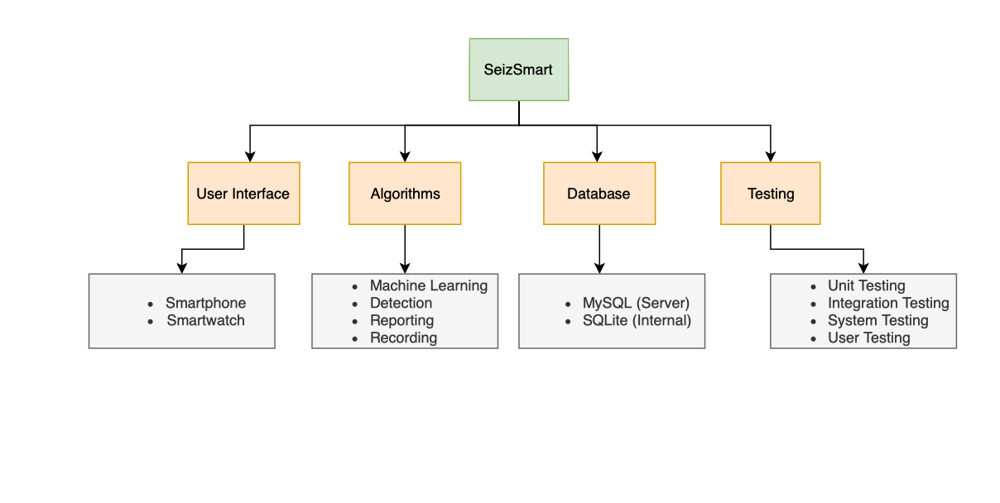 SeizSmart
User Interface
Algorithms
Database
Testing
• Smartphone
• Smartwatch
• Machine Learning
• Detection
• Reporting
• Recording
• MySQL (Server)
• SQLite (Internal)
• Unit Testing
• Integration Testing
• System Testing
• User Testing